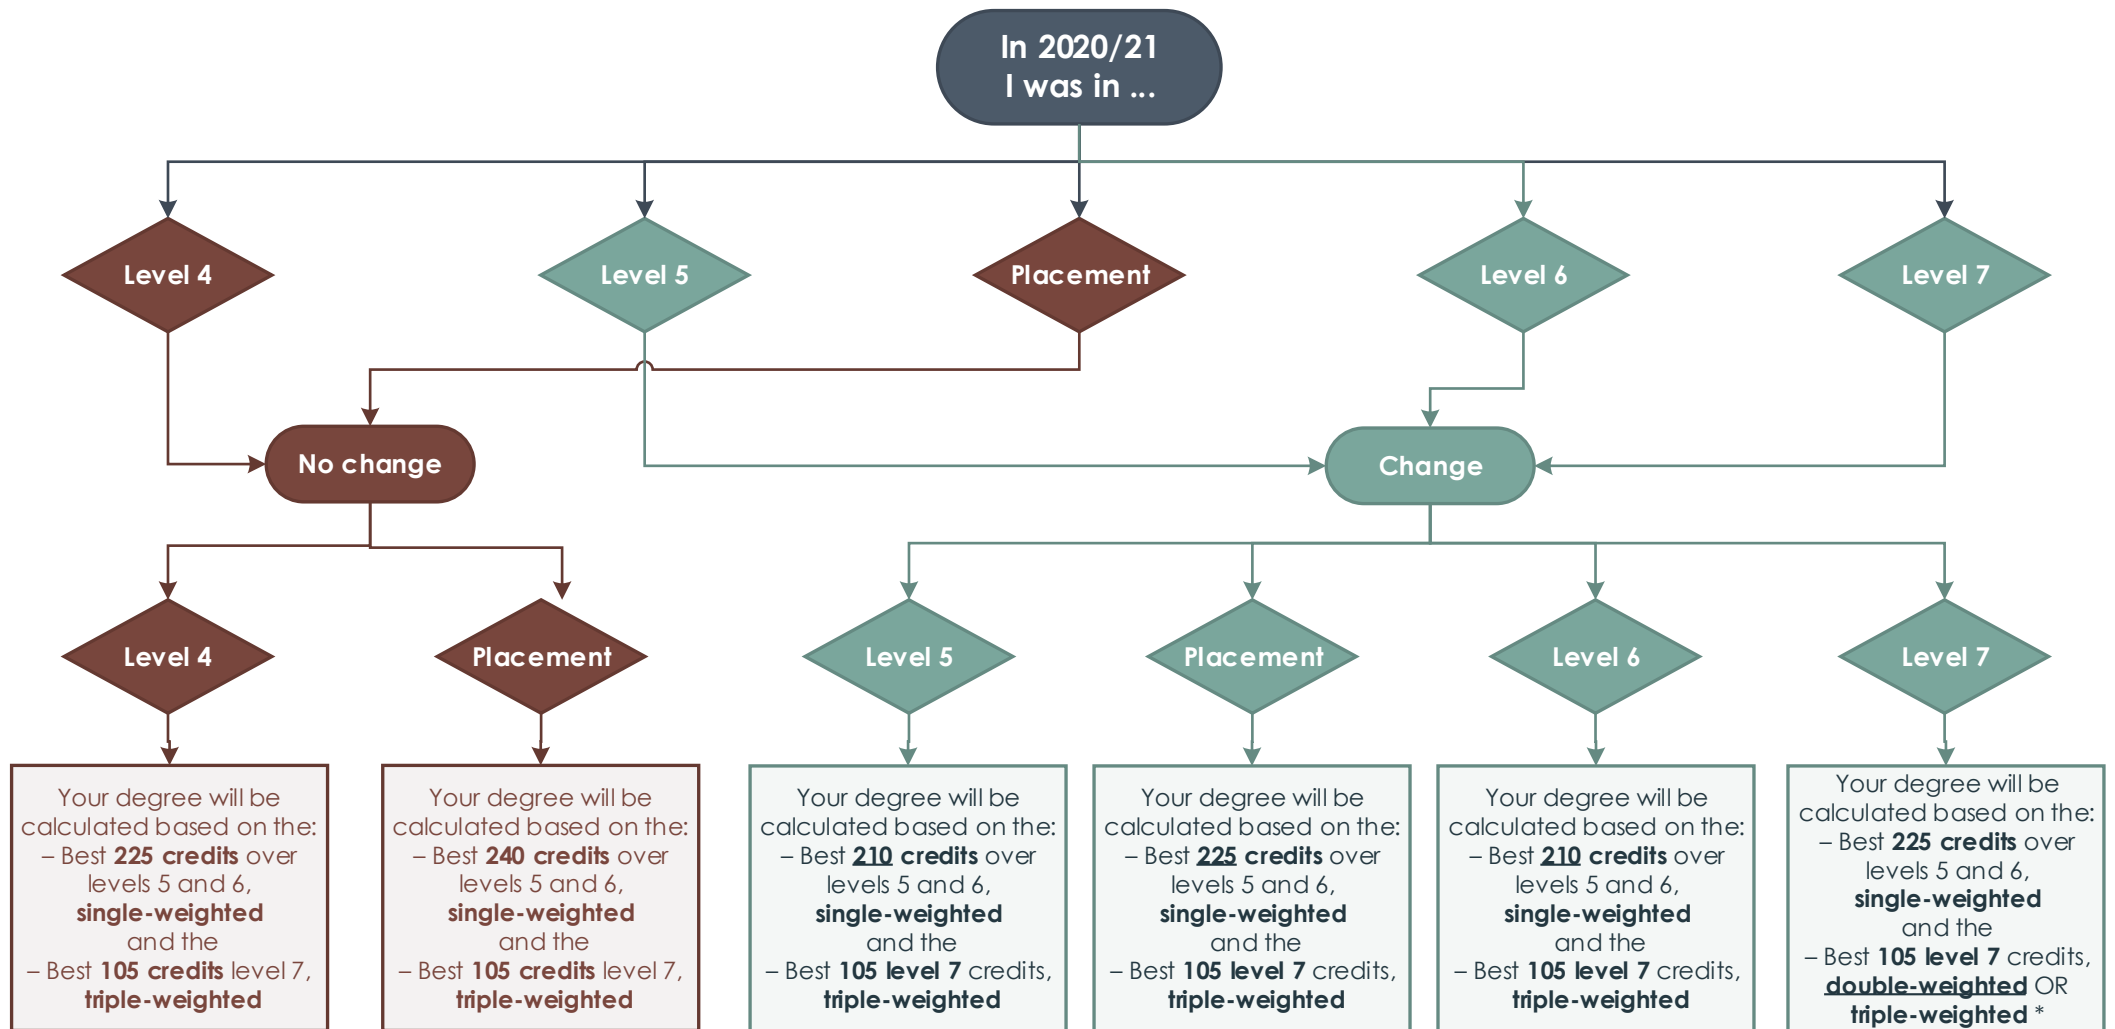 In 2020/21
I was in ...
Level 4
Level 5
Placement
Level 6
Level 7
No change
Change
Level 4
Placement
Level 5
Placement
Level 6
Level 7
Your degree will be
calculated based on the:
– Best 225 credits over
levels 5 and 6,
single-weighted
and the
– Best 105 credits level 7,
triple-weighted
Your degree will be
calculated based on the:
– Best 240 credits over
levels 5 and 6,
single-weighted
and the
– Best 105 credits level 7,
triple-weighted
Your degree will be
calculated based on the:
– Best 210 credits over
levels 5 and 6,
single-weighted
and the
– Best 105 level 7 credits,
triple-weighted
Your degree will be
calculated based on the:
– Best 225 credits over
levels 5 and 6,
single-weighted
and the
– Best 105 level 7 credits,
triple-weighted
Your degree will be
calculated based on the:
– Best 210 credits over
levels 5 and 6,
single-weighted
and the
– Best 105 level 7 credits,
triple-weighted
Your degree will be
calculated based on the:
– Best 225 credits over
levels 5 and 6,
single-weighted
and the
– Best 105 level 7 credits,
double-weighted OR
triple-weighted *